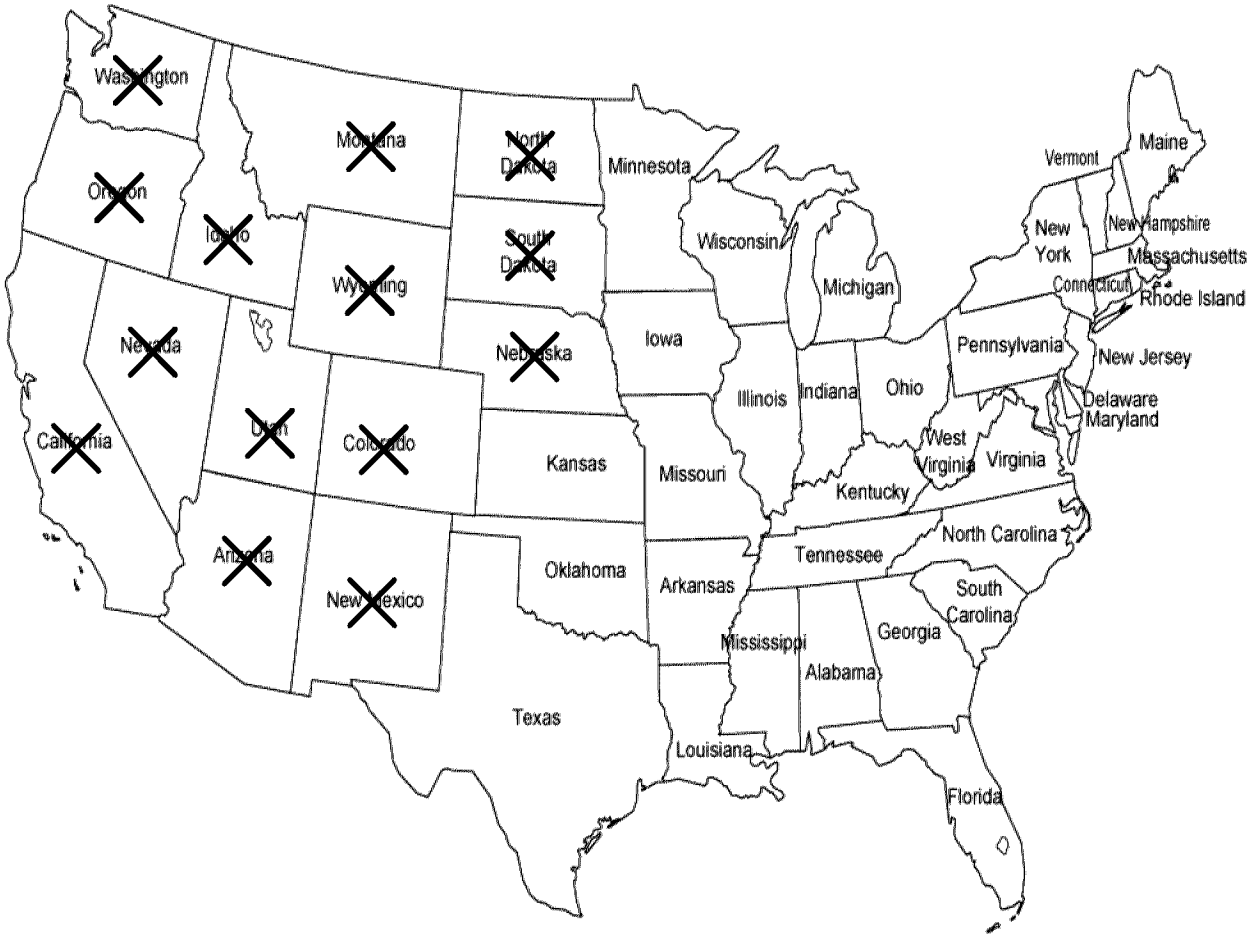 Washington
Montana
North
Dakota
Minnesota
Maine
Vermont
Oregon
Idaho
South
Dakota
Wisconsin
New
York
New Hampshire
Massachusetts
Wyoming
Michigan
Connecticut
Rhode Island
Nevada
Nebraska
Iowa
Pennsylvania
New Jersey
Illinois
Indiana
Ohio
Delaware
Maryland
California
Utah
Colorado
Kansas
Missouri
West
Virginia
Virginia
Kentucky
Arizona
New Mexico
Oklahoma
Arkansas
Tennessee
North Carolina
South
Carolina
Mississippi
Alabama
Georgia
Texas
Louisiana
Florida